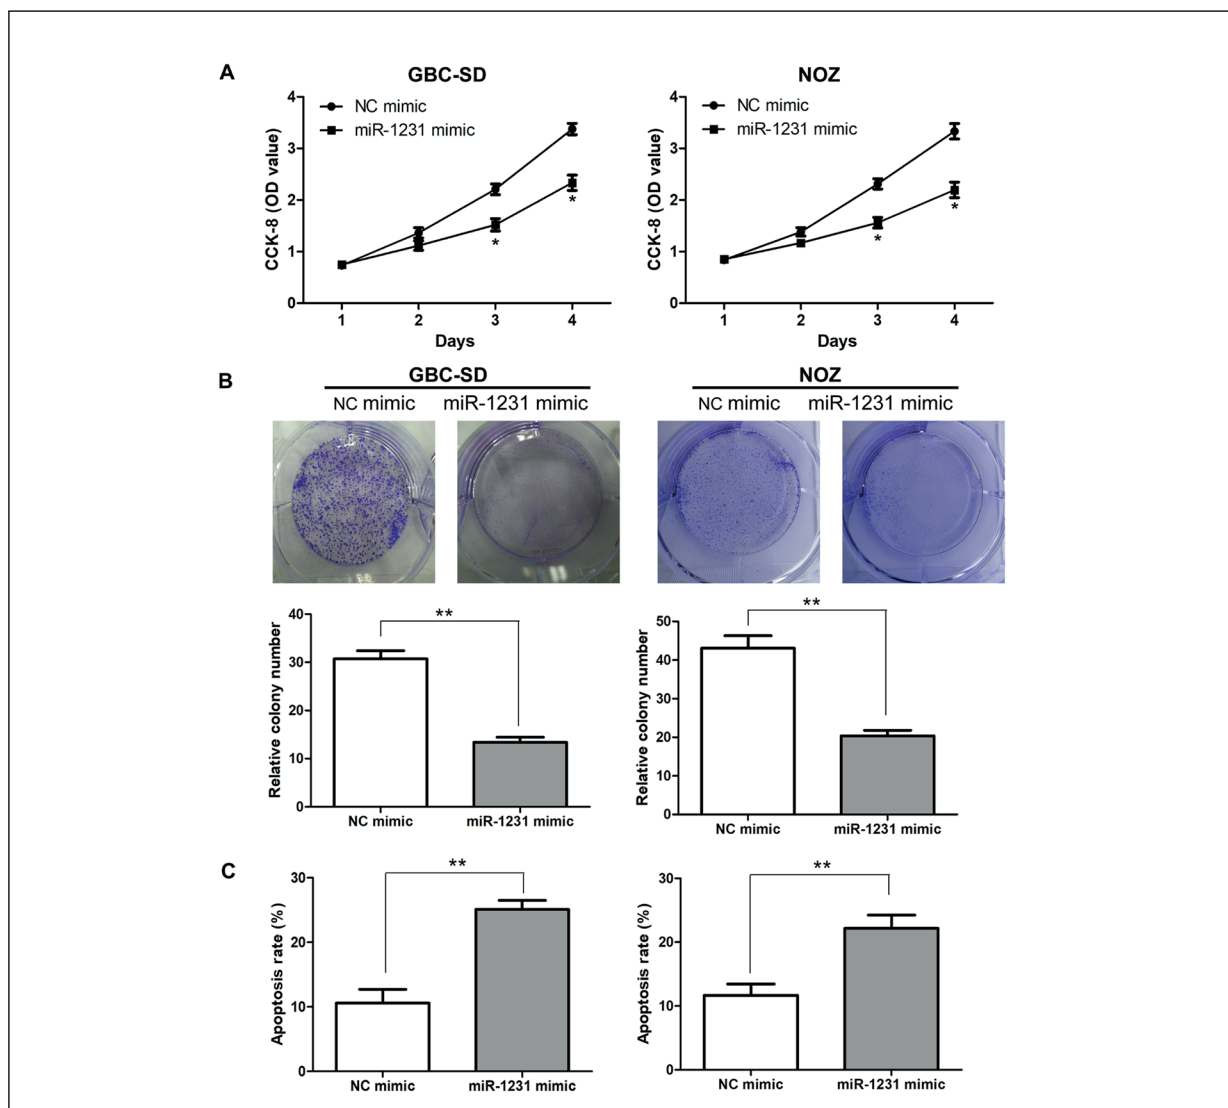 A
GBC-SD
NOZ
NC mimic
miR-1231 mimic
NC mimic
miR-1231 mimic
CCK-8 (OD value)
4
3
2
1
0
*
*
1 2 3 4
Days
CCK-8 (OD value)
4
3
2
1
0
*
*
1 2 3 4
Days
B
GBC-SD
NC mimic miR-1231 mimic
NOZ
NC mimic miR-1231 mimic
Relative colony number
40
30
20
10
0
**
NC mimic miR-1231 mimic
Relative colony number
50
40
30
20
10
0
**
NC mimic miR-1231 mimic
C
Apoptosis rate (%)
30
20
10
0
**
NC mimic miR-1231 mimic
Apoptosis rate (%)
30
20
10
0
**
NC mimic miR-1231 mimic